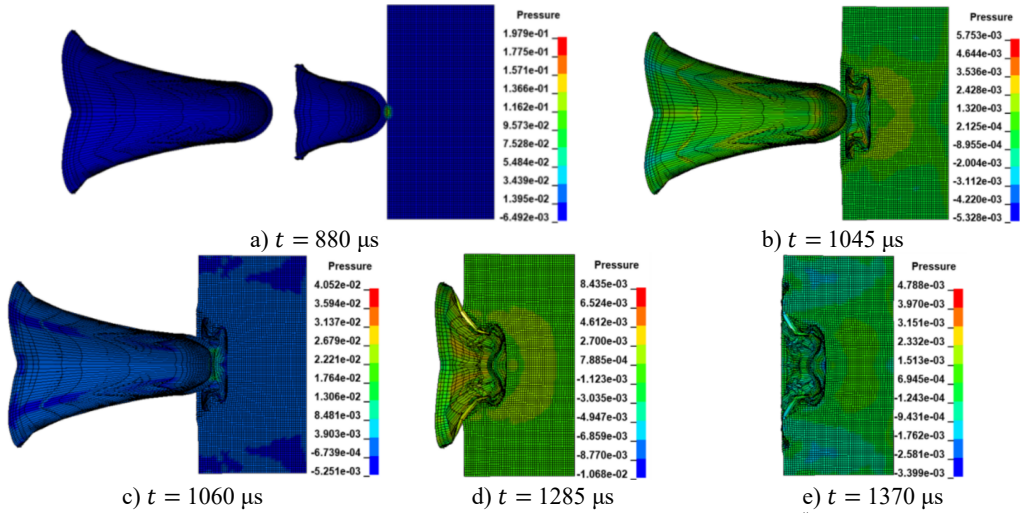 Pressure
1.979e-01
1.775e-01
1.571e-01
1.366e-01
1.162e-01
9.573e-02
7.528e-02
5.484e-02
3.439e-02
1.395e-02
-6.492e-03
a) t = 880 μs
Pressure
5.753e-03
4.644e-03
3.536e-03
2.428e-03
1.320e-03
2.125e-04
-8.955e-04
-2.004e-03
-3.112e-03
-4.220e-03
-5.328e-03
b) t = 1045 μs
Pressure
4.052e-02
3.594e-02
3.137e-02
2.679e-02
2.221e-02
1.764e-02
1.306e-02
8.481e-03
3.903e-03
-6.739e-04
-5.251e-03
c) t = 1060 μs
Pressure
8.435e-03
6.524e-03
4.612e-03
2.700e-03
7.885e-04
-1.123e-03
-3.035e-03
-4.947e-03
-6.859e-03
-8.770e-03
-1.068e-02
d) t = 1285 μs
Pressure
4.788e-03
3.970e-03
3.151e-03
2.332e-03
1.513e-03
6.945e-04
-1.243e-04
-9.431e-04
-1.762e-03
-2.581e-03
-3.399e-03
e) t = 1370 μs